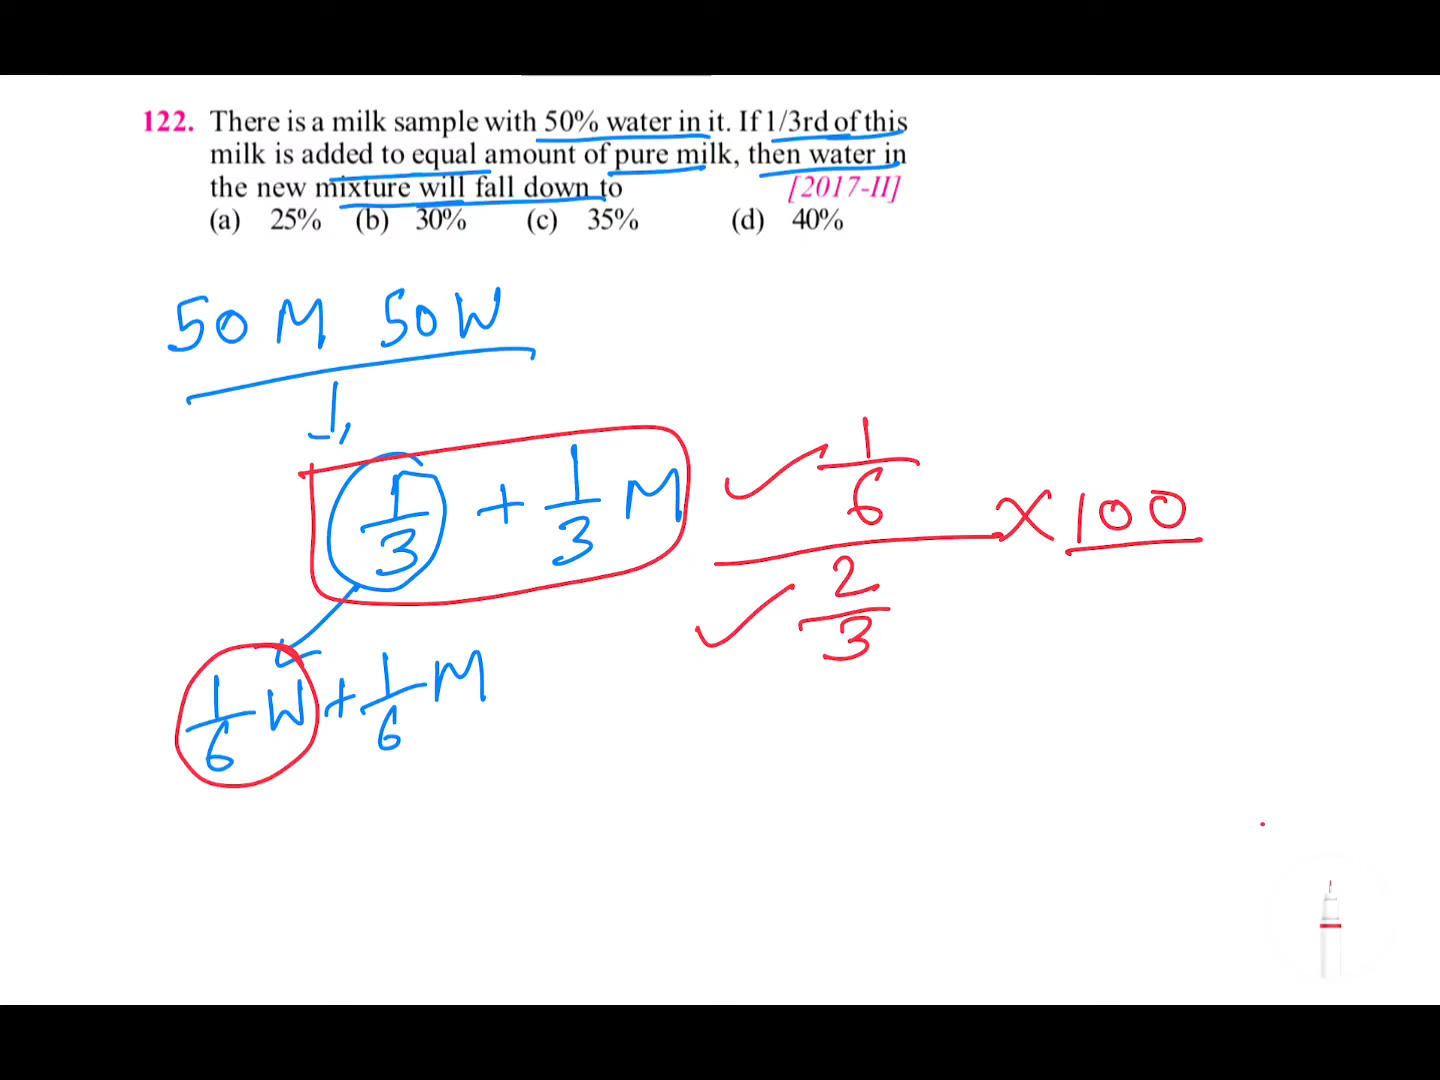 122. There is a milk sample with 50% water in it. If 1/3rd of this
milk is added to equal amount of pure milk, then water in
the new mixture will fall down to [2017-II]
(a) 25% (b) 30% (c) 35% (d) 40%
50 M 50 W
1/3 + 1/3 M
1/6 W + 1/6 M
1/6
2/3
× 100